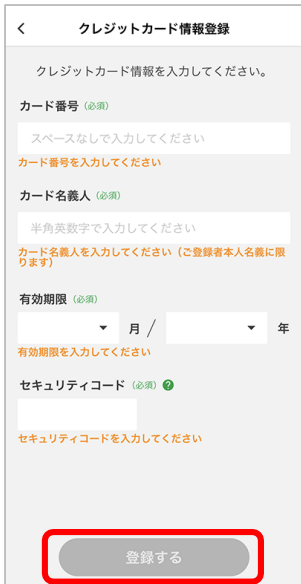 クレジットカード情報登録
クレジットカード情報を入力してください。
カード番号 (必須)
スペースなしで入力してください
カード番号を入力してください
カード名義人 (必須)
半角英数字で入力してください
カード名義人を入力してください（ご登録者本人名義に限
ります）
有効期限 (必須)
月 / 年
有効期限を入力してください
セキュリティコード (必須) ?
セキュリティコードを入力してください
登録する